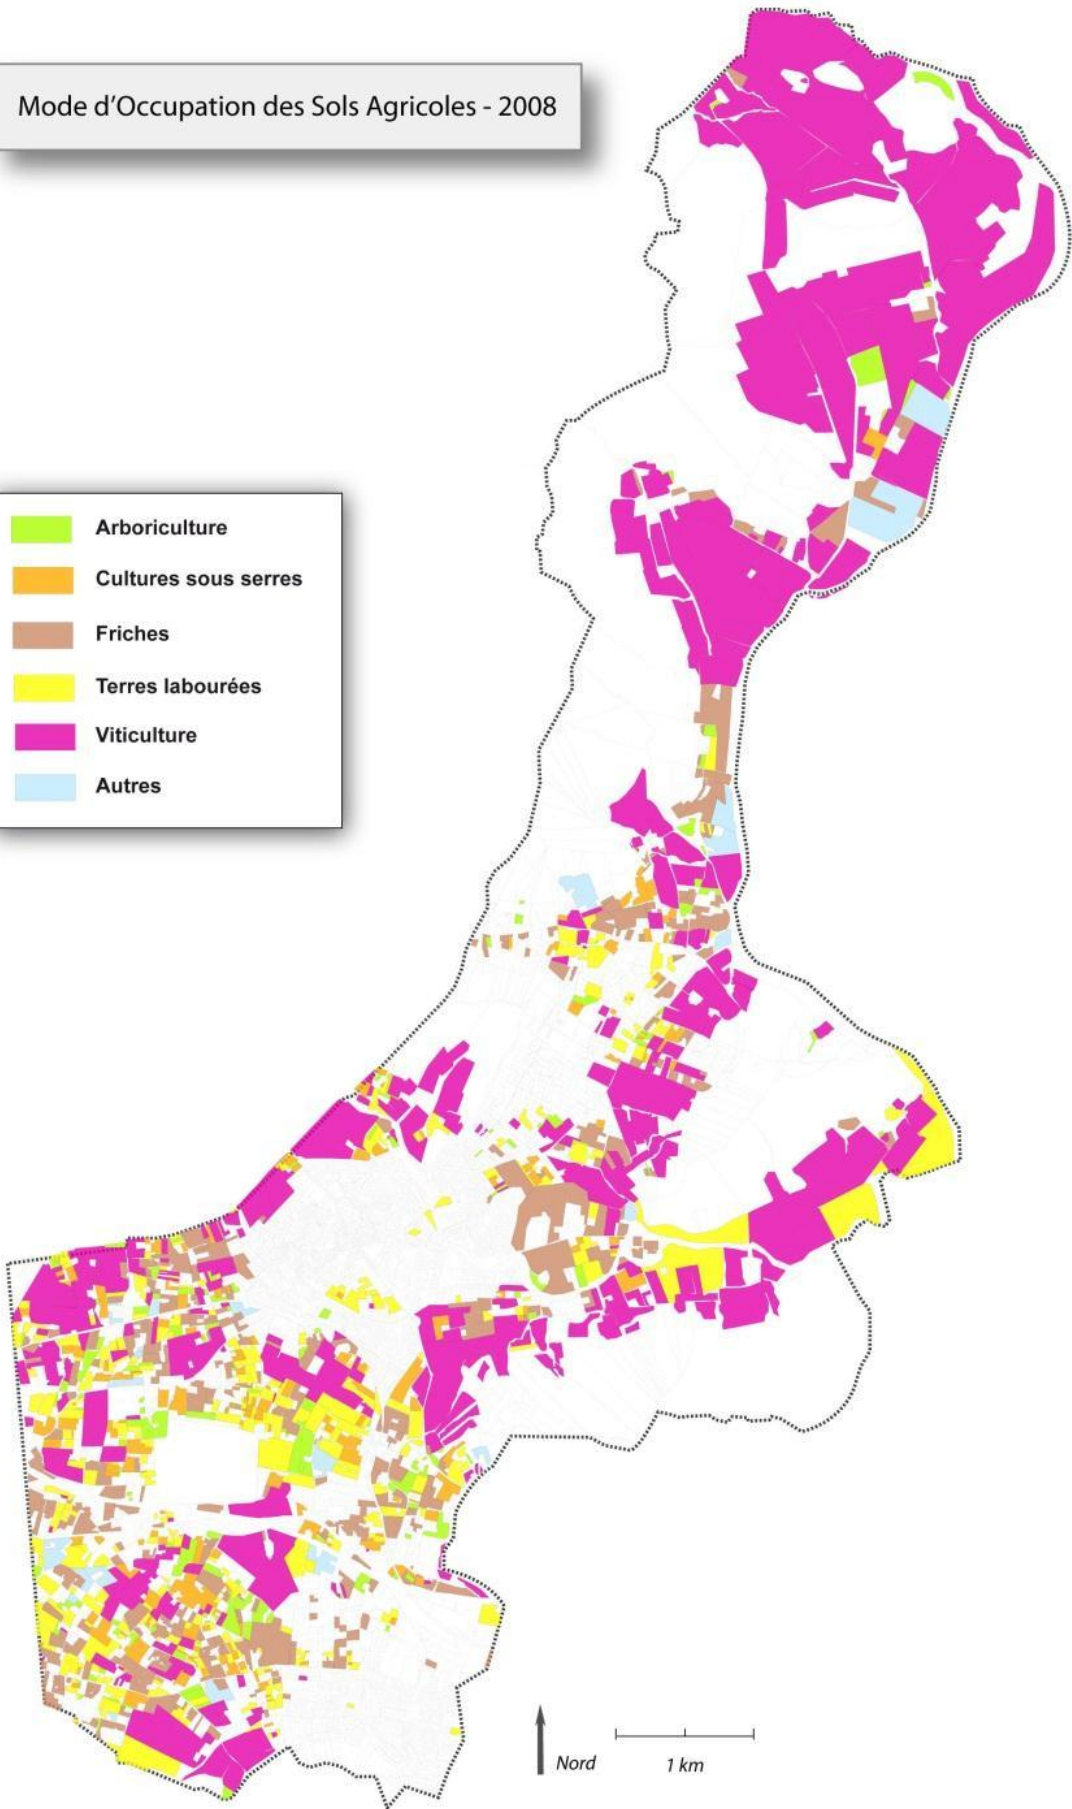 Mode d'Occupation des Sols Agricoles - 2008
Arboriculture
Cultures sous serres
Friches
Terres labourées
Viticulture
Autres
Nord
1 km